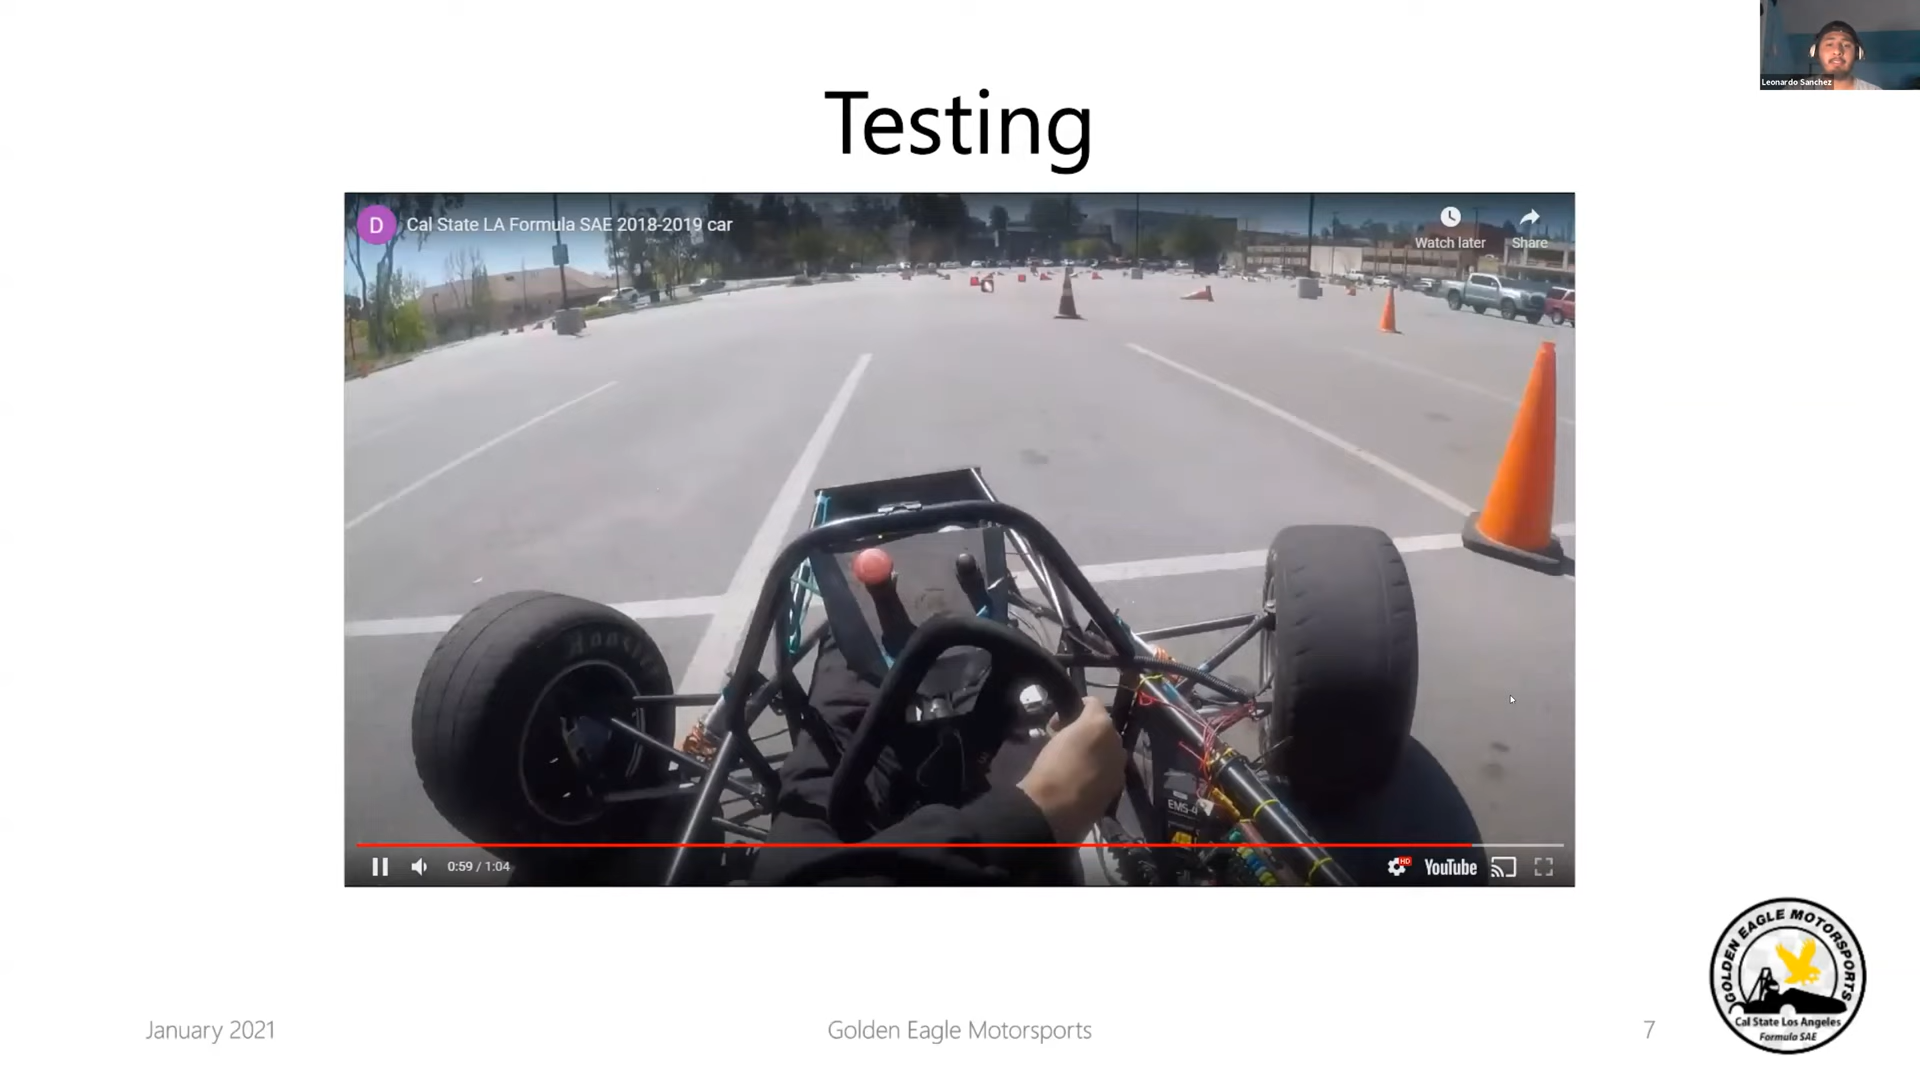 Leonardo Sanchez
Testing
D
Cal State LA Formula SAE 2018-2019 car
Watch later
Share
EMS-4
0:59 / 1:04
HD
YouTube
GOLDEN EAGLE MOTORSPORTS
Cal State Los Angeles
Formula SAE
January 2021
Golden Eagle Motorsports
7